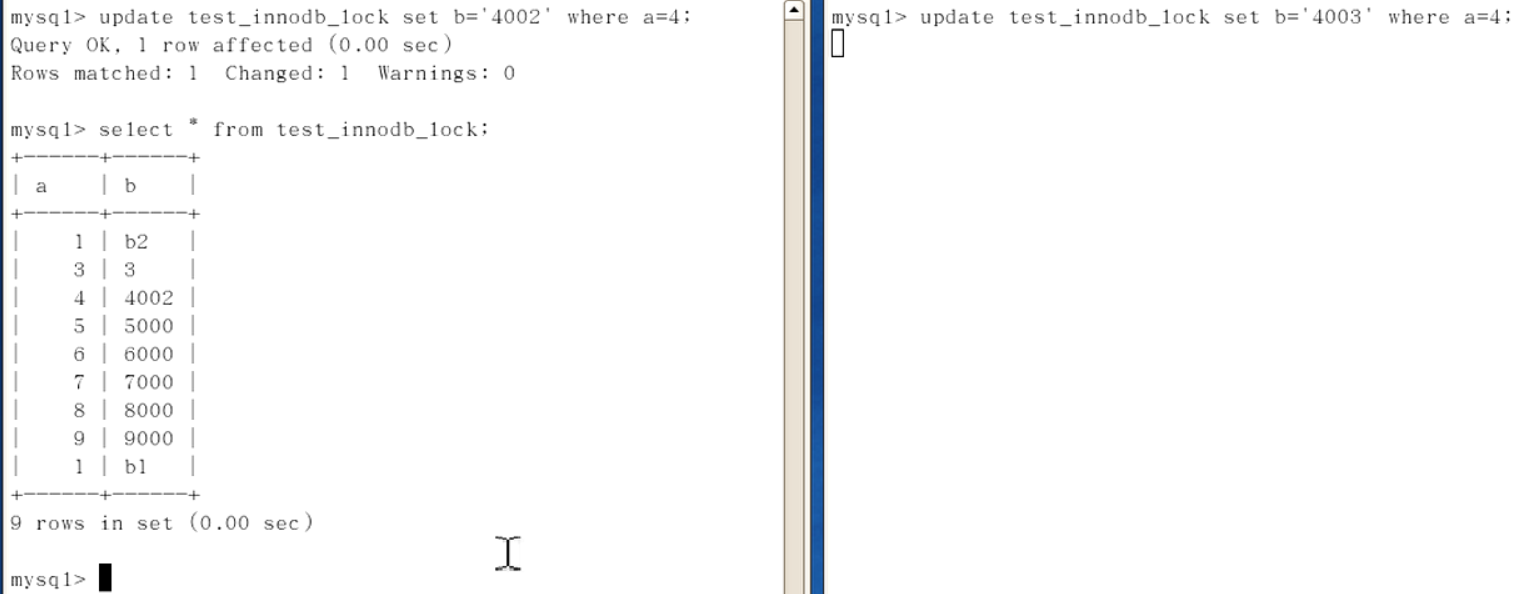 mysql> update test_innodb_lock set b='4002' where a=4;
Query OK, 1 row affected (0.00 sec)
Rows matched: 1  Changed: 1  Warnings: 0
mysql> select * from test_innodb_lock;
+------+------+
| a    | b    |
+------+------+
|    1 | b2   |
|    3 | 3    |
|    4 | 4002 |
|    5 | 5000 |
|    6 | 6000 |
|    7 | 7000 |
|    8 | 8000 |
|    9 | 9000 |
|    1 | b1   |
+------+------+
9 rows in set (0.00 sec)
mysql>
mysql> update test_innodb_lock set b='4003' where a=4;